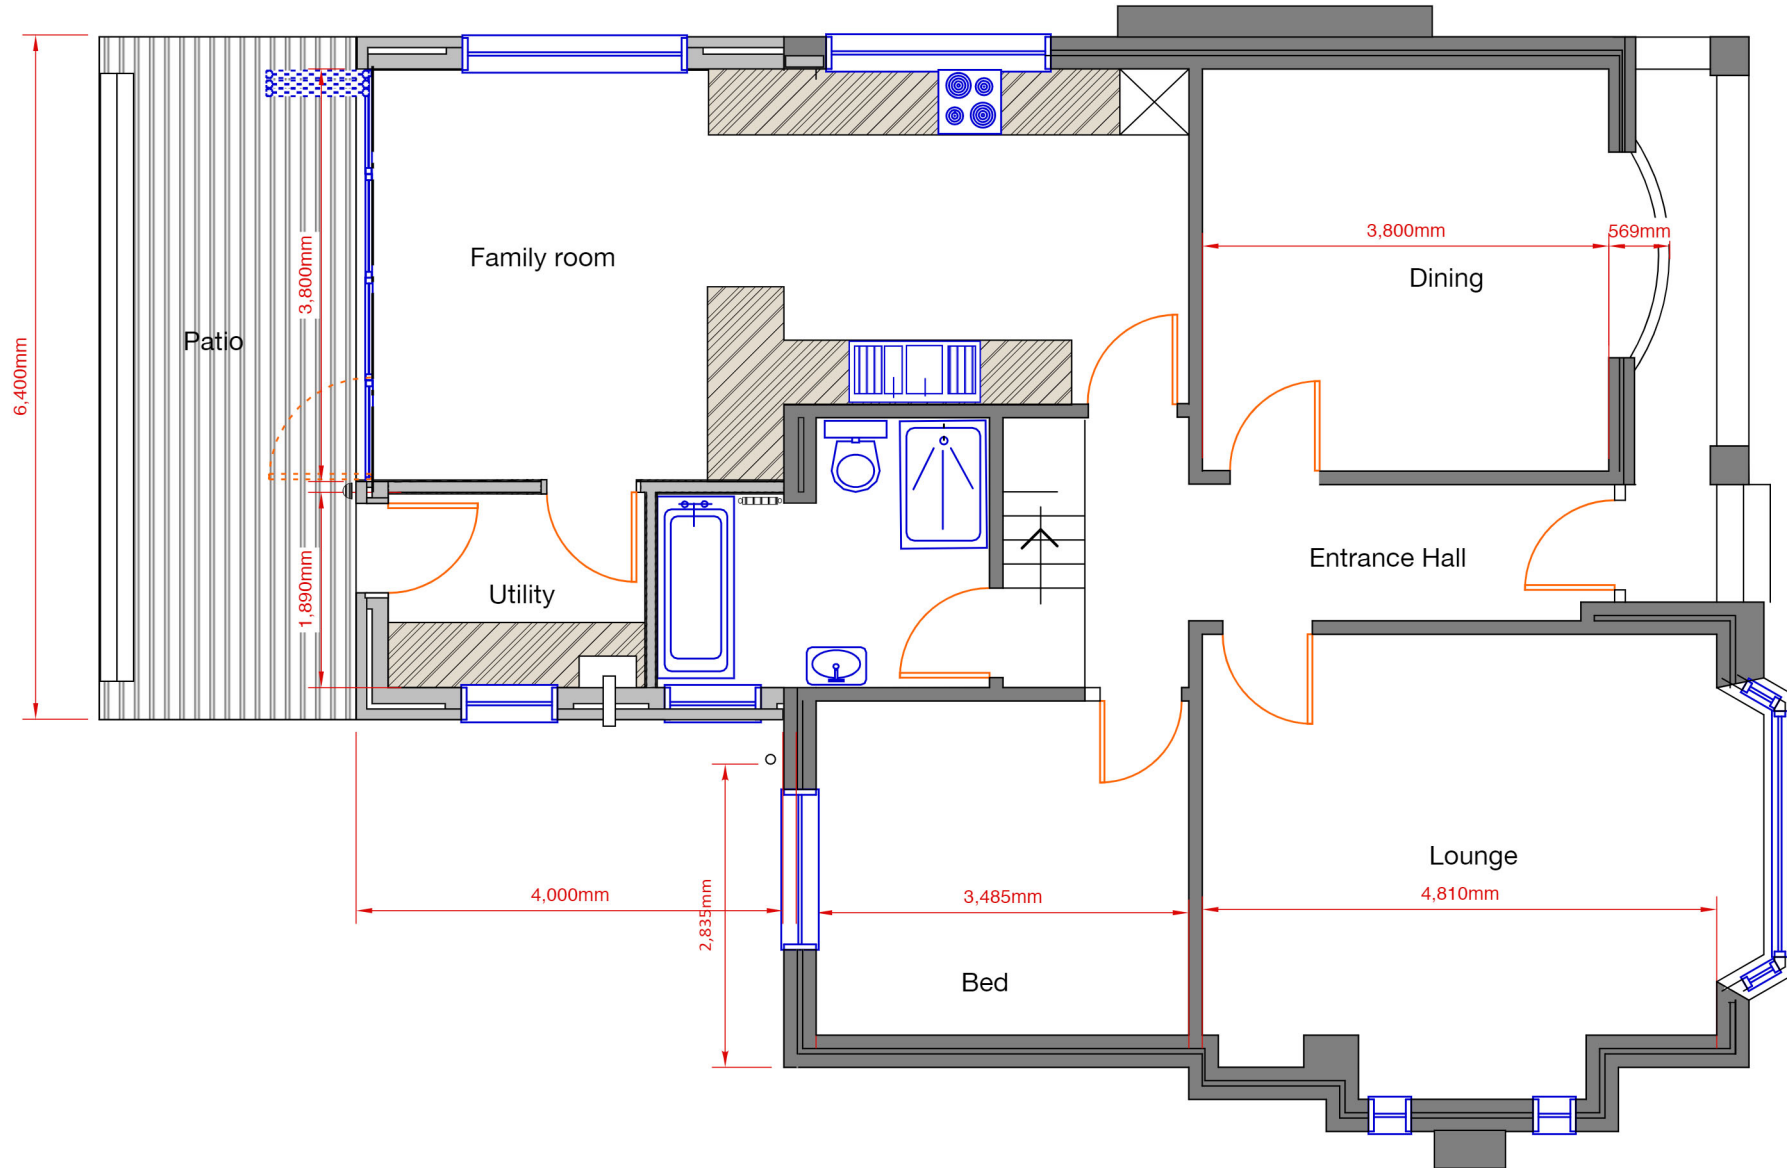 3,800mm
569mm
Family room
Dining
3,800mm
Patio
6,400mm
Entrance Hall
Utility
1,890mm
Lounge
4,000mm
2,835mm
3,485mm
4,810mm
Bed